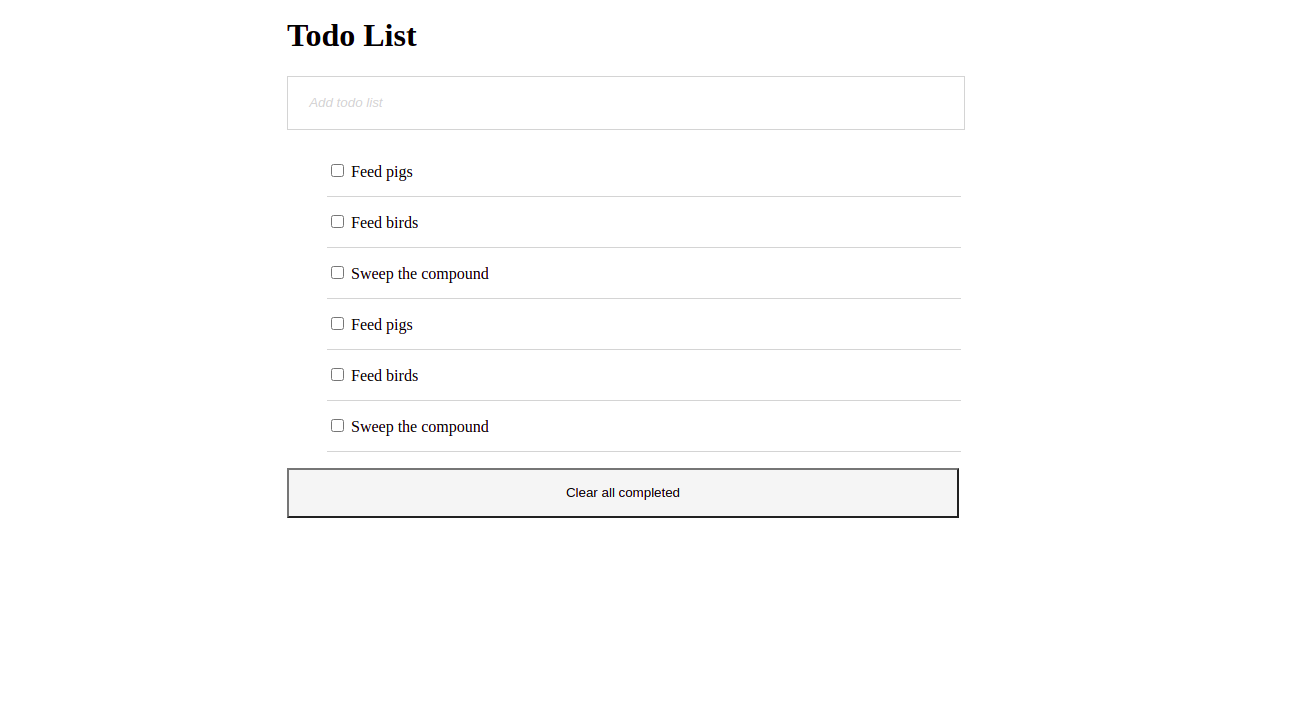 Todo List
Add todo list
Feed pigs
Feed birds
Sweep the compound
Feed pigs
Feed birds
Sweep the compound
Clear all completed